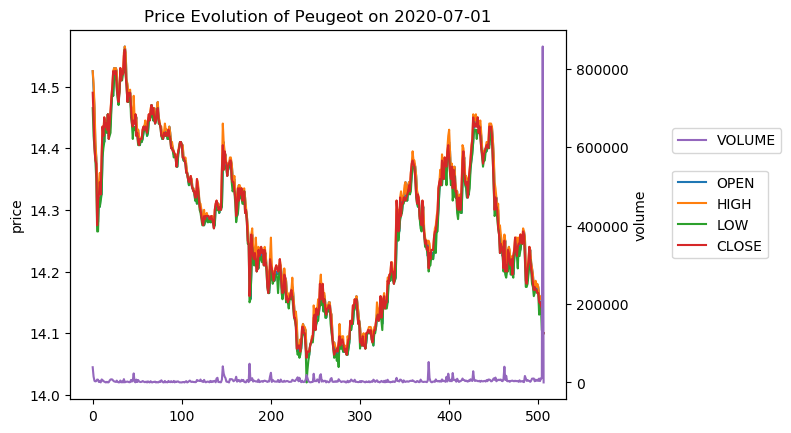 Price Evolution of Peugeot on 2020-07-01
14.5
14.4
14.3
14.2
14.1
14.0
price
0
100
200
300
400
500
800000
600000
400000
200000
0
volume
VOLUME
OPEN
HIGH
LOW
CLOSE